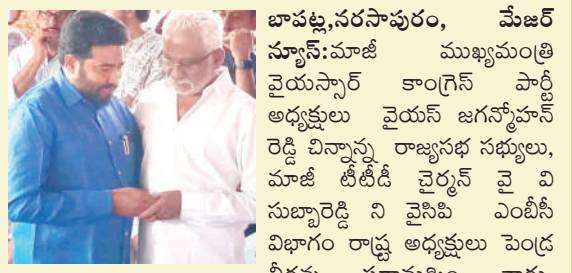 బాపట్ల,నరసాపురం, మేజర్
న్యూస్:మాజీ ముఖ్యమంత్రి
వైయస్సార్ కాంగ్రెస్ పార్టీ
అధ్యక్షులు వైయస్ జగన్మోహన్
రెడ్డి చిన్నాన్న రాజ్యసభ సభ్యులు,
మాజీ టీటీడీ చైర్మన్ వై వి
సుబ్బారెడ్డి ని వైసిపి ఎంబీసీ
విభాగం రాష్ట్ర అధ్యక్షులు పెండ్ర